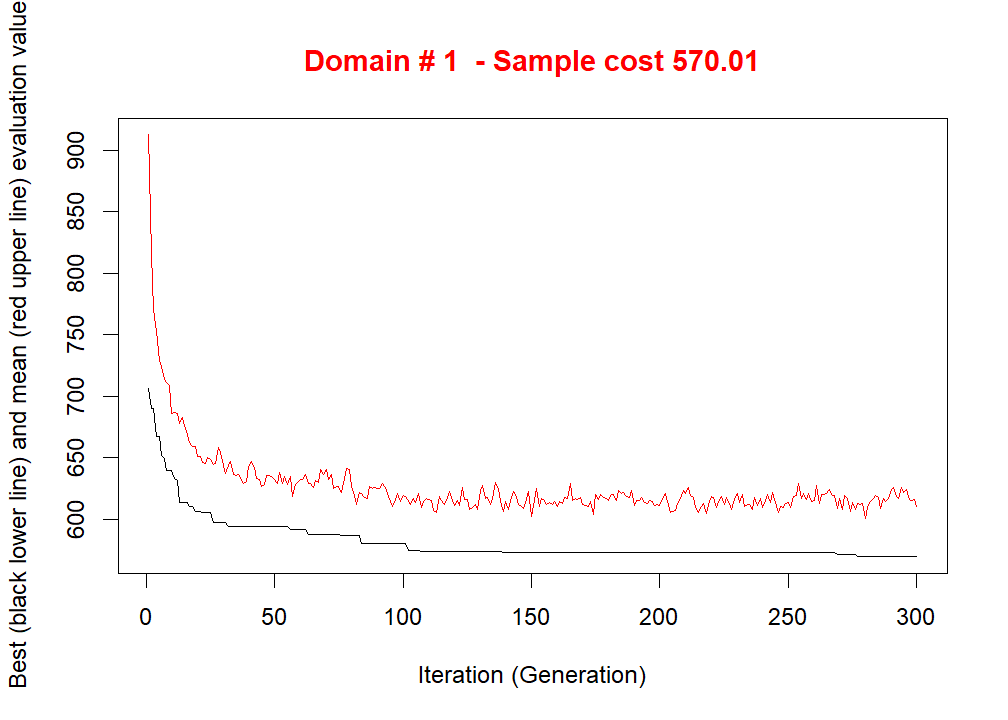 Domain # 1  - Sample cost 570.01
Best (black lower line) and mean (red upper line) evaluation value
900
850
800
750
700
650
600
0 50 100 150 200 250 300
Iteration (Generation)